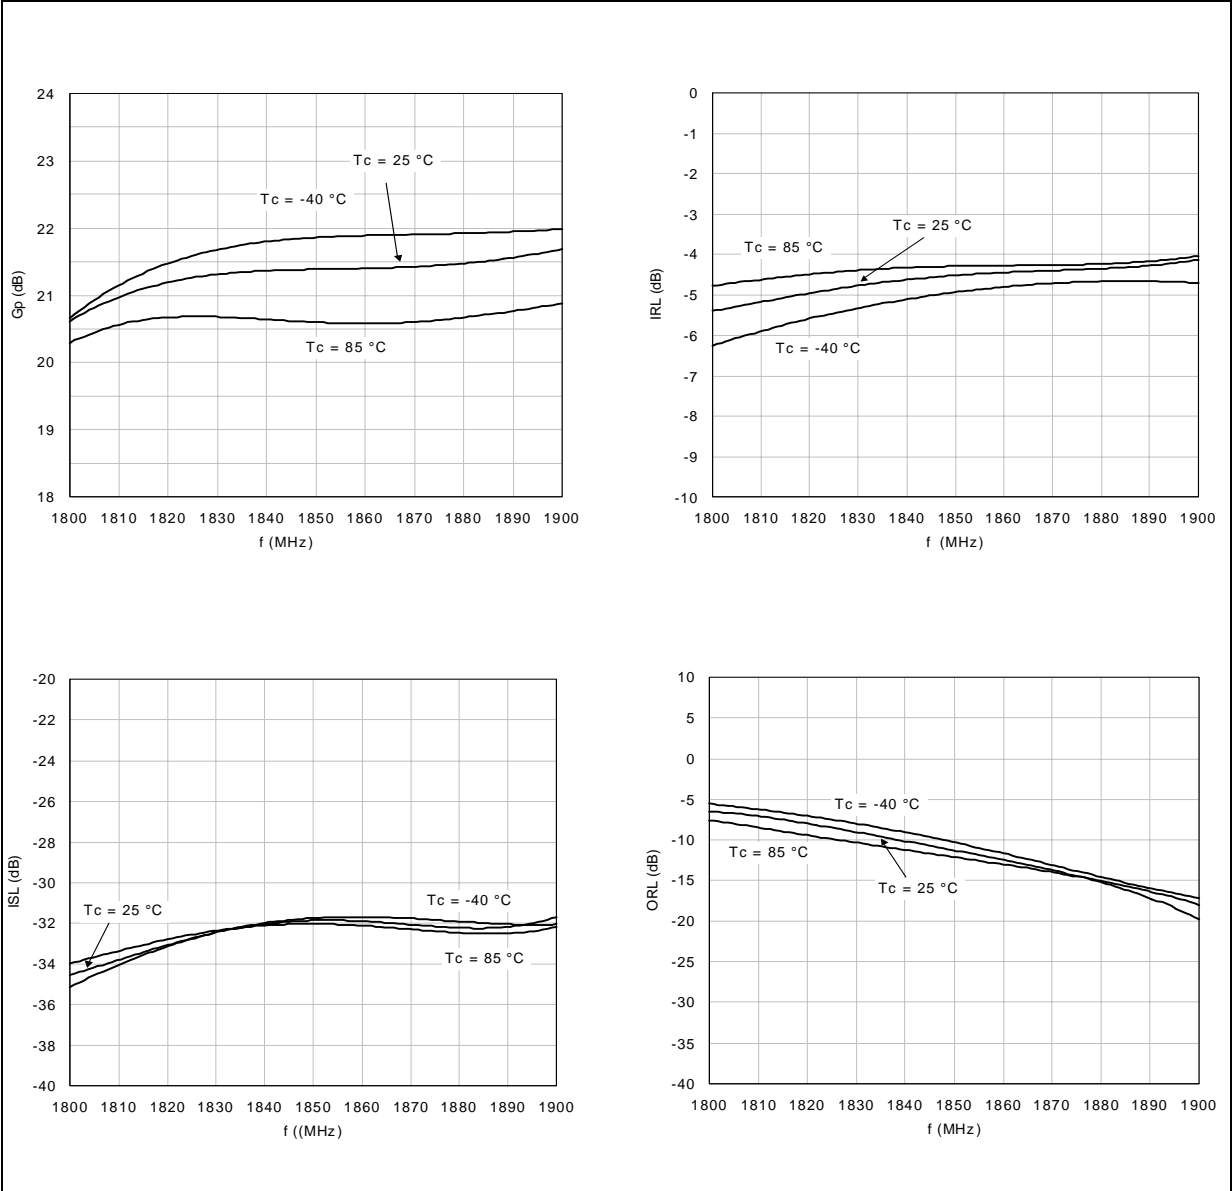 24
23
22
21
20
19
18
Gp (dB)
Tc = 25 °C
Tc = -40 °C
Tc = 85 °C
1800 1810 1820 1830 1840 1850 1860 1870 1880 1890 1900
f (MHz)
0
-1
-2
-3
-4
-5
-6
-7
-8
-9
-10
IRL (dB)
Tc = 25 °C
Tc = 85 °C
Tc = -40 °C
1800 1810 1820 1830 1840 1850 1860 1870 1880 1890 1900
f (MHz)
-20
-22
-24
-26
-28
-30
-32
-34
-36
-38
-40
ISL (dB)
Tc = -40 °C
Tc = 25 °C
Tc = 85 °C
1800 1810 1820 1830 1840 1850 1860 1870 1880 1890 1900
f ((MHz)
10
5
0
-5
-10
-15
-20
-25
-30
-35
-40
ORL (dB)
Tc = -40 °C
Tc = 85 °C
Tc = 25 °C
1800 1810 1820 1830 1840 1850 1860 1870 1880 1890 1900
f (MHz)